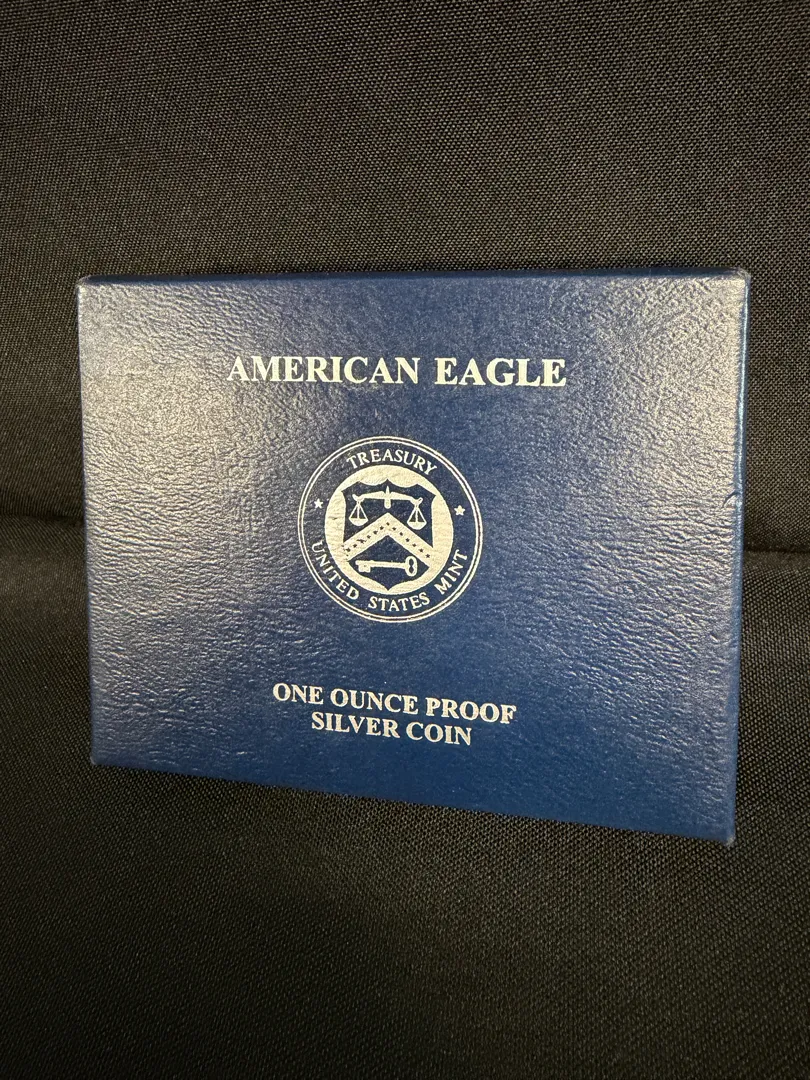 AMERICAN EAGLE
TREASURY
UNITED STATES MINT
ONE OUNCE PROOF
SILVER COIN